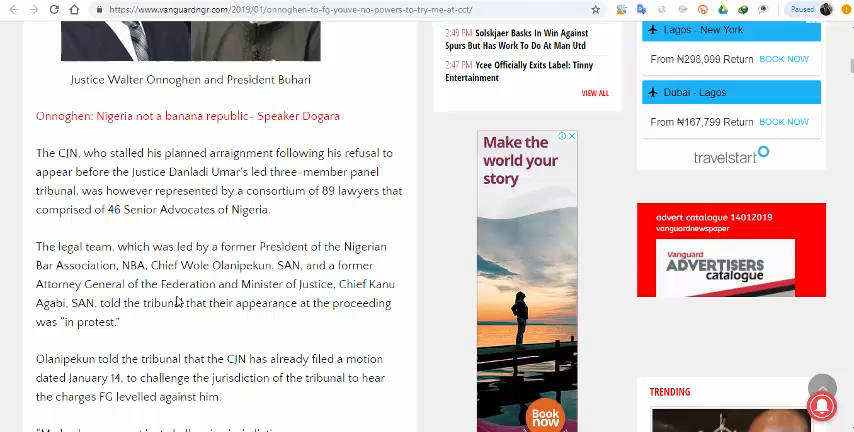 https://www.vanguardngr.com/2019/01/onnoghen-to-fg-youve-no-powers-to-try-me-at-cct/
Paused
Justice Walter Onnoghen and President Buhari
Onnoghen: Nigeria not a banana republic– Speaker Dogara
The CJN, who stalled his planned arraignment following his refusal to
appear before the Justice Danladi Umar's led three-member panel
tribunal, was however represented by a consortium of 89 lawyers that
comprised of 46 Senior Advocates of Nigeria.
The legal team, which was led by a former President of the Nigerian
Bar Association, NBA, Chief Wole Olanipekun, SAN, and a former
Attorney General of the Federation and Minister of Justice, Chief Kanu
Agabi, SAN, told the tribunal that their appearance at the proceeding
was “in protest.”
Olanipekun told the tribunal that the CJN has already filed a motion
dated January 14, to challenge the jurisdiction of the tribunal to hear
the charges FG levelled against him.
2:49 PM Solskjaer Basks In Win Against
Spurs But Has Work To Do At Man Utd
2:47 PM Ycee Officially Exits Label: Tinny
Entertainment
VIEW ALL
Make the
world your
story
Book
now
Lagos - New York
From ₦298,999 Return BOOK NOW
Dubai - Lagos
From ₦167,799 Return BOOK NOW
travelstart
advert catalogue 14012019
vanguardnewspaper
Vanguard
ADVERTISERS
catalogue
TRENDING